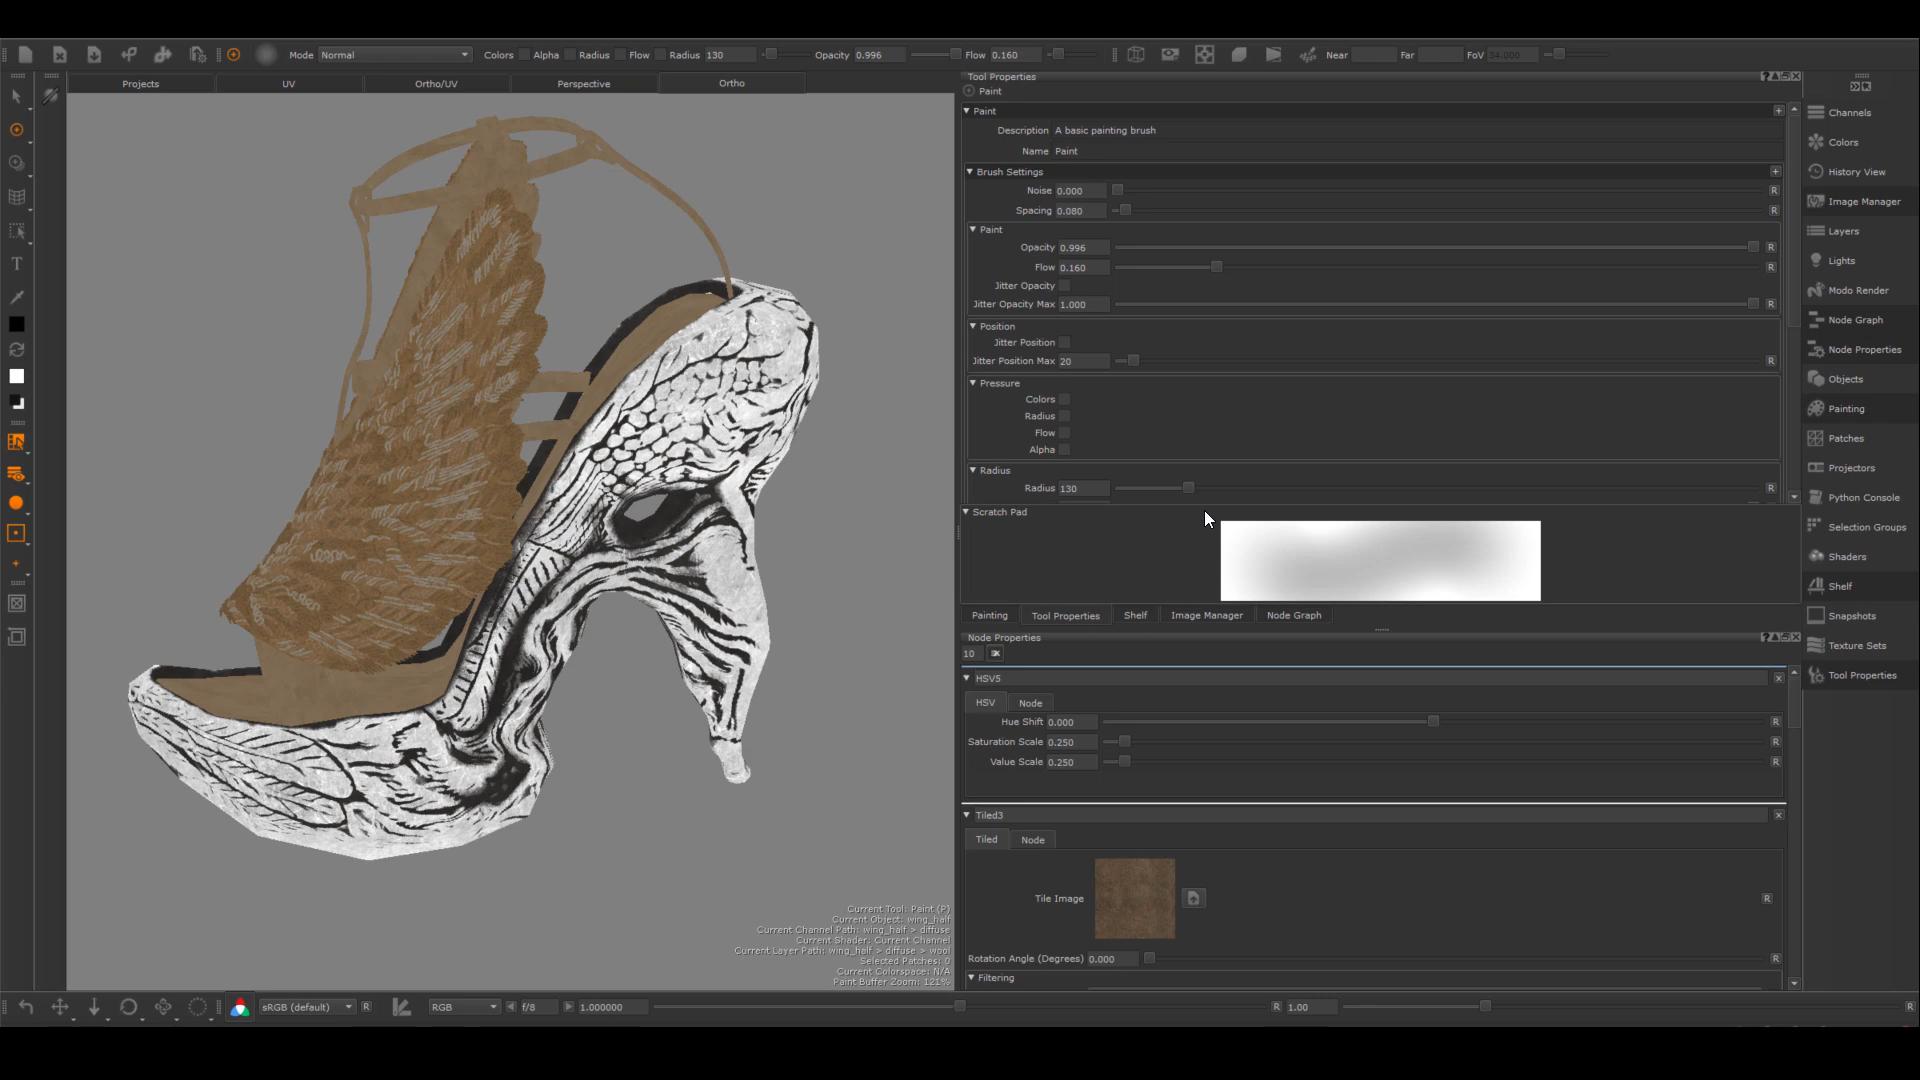 Mode Normal Colors Alpha Radius Flow Radius 130 Opacity 0.996 Flow 0.160 Near Far FoV 34.000
Projects UV Ortho/UV Perspective Ortho
Tool Properties
Paint
Paint
Description A basic painting brush
Name Paint
Brush Settings
Noise 0.000 R
Spacing 0.080 R
Paint
Opacity 0.996 R
Flow 0.160 R
Jitter Opacity
Jitter Opacity Max 1.000 R
Position
Jitter Position
Jitter Position Max 20 R
Pressure
Colors
Radius
Flow
Alpha
Radius
Radius 130 R
Scratch Pad
Painting Tool Properties Shelf Image Manager Node Graph
Node Properties
10
HSV5
HSV Node
Hue Shift 0.000 R
Saturation Scale 0.250 R
Value Scale 0.250 R
Tiled3
Tiled Node
Tile Image R
Rotation Angle (Degrees) 0.000 R
Filtering
Channels
Colors
History View
Image Manager
Layers
Lights
Modo Render
Node Graph
Node Properties
Objects
Painting
Patches
Projectors
Python Console
Selection Groups
Shaders
Shelf
Snapshots
Texture Sets
Tool Properties
Current Tool: Paint (P)
Current Object: wing_half
Current Channel Path: wing_half > diffuse
Current Shader: Current Channel
Current Layer Path: wing_half > diffuse > wool
Selected Patches: 0
Current Colorspace: N/A
Paint Buffer Zoom: 121%
sRGB (default) R RGB f/8 1.000000 R 1.00 R